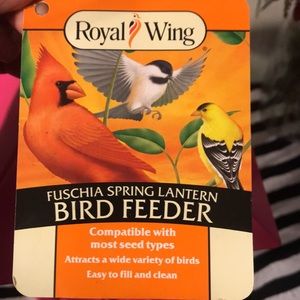 Royal Wing
FUSCHIA SPRING LANTERN
BIRD FEEDER
Compatible with
most seed types
Attracts a wide variety of birds
Easy to fill and clean